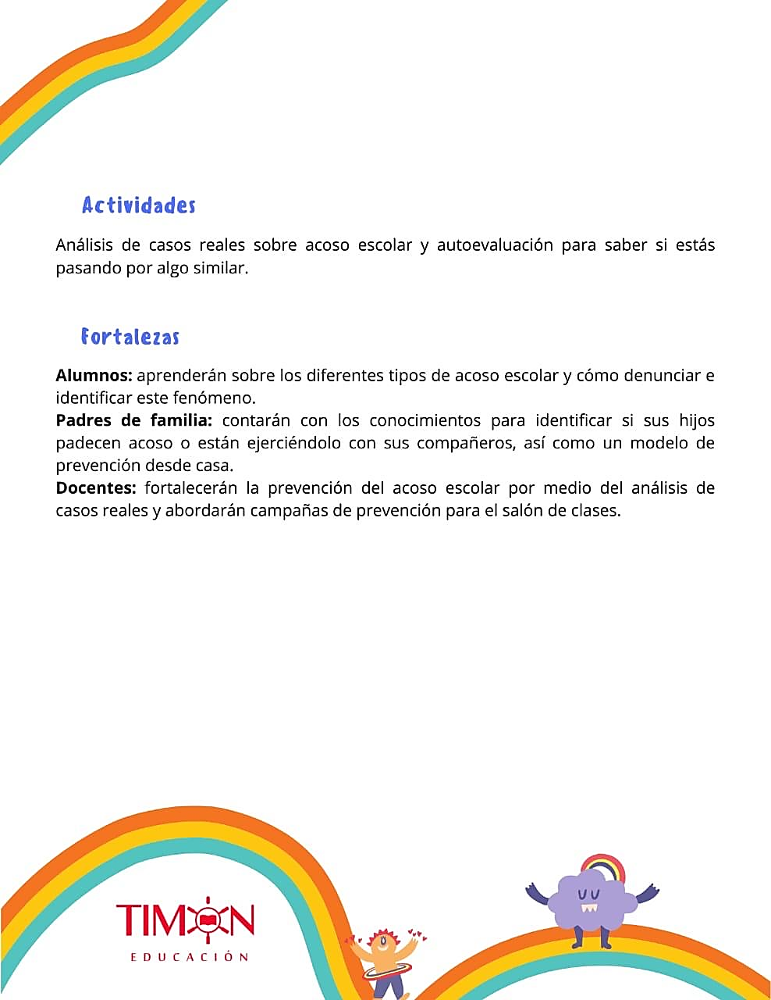 Actividades
Análisis de casos reales sobre acoso escolar y autoevaluación para saber si estás
pasando por algo similar.
Fortalezas
Alumnos: aprenderán sobre los diferentes tipos de acoso escolar y cómo denunciar e
identificar este fenómeno.
Padres de familia: contarán con los conocimientos para identificar si sus hijos
padecen acoso o están ejerciéndolo con sus compañeros, así como un modelo de
prevención desde casa.
Docentes: fortalecerán la prevención del acoso escolar por medio del análisis de
casos reales y abordarán campañas de prevención para el salón de clases.
TIMON
EDUCACIÓN